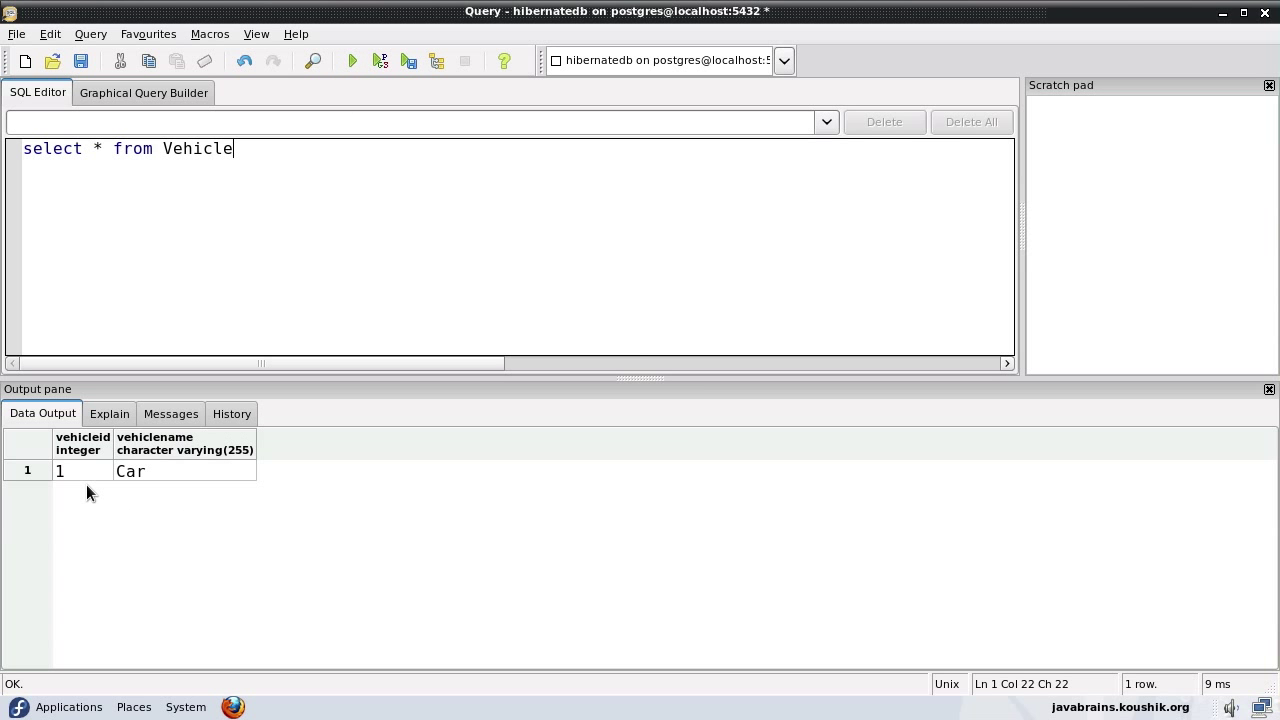 Query - hibernatedb on postgres@localhost:5432 *
File Edit Query Favourites Macros View Help
hibernatedb on postgres@localhost:5
SQL Editor Graphical Query Builder
Scratch pad
Delete Delete All
select * from Vehicle
Output pane
Data Output Explain Messages History
vehicleid vehiclename
integer character varying(255)
1 1 Car
OK. Unix Ln 1 Col 22 Ch 22 1 row. 9 ms
Applications Places System javabrains.koushik.org